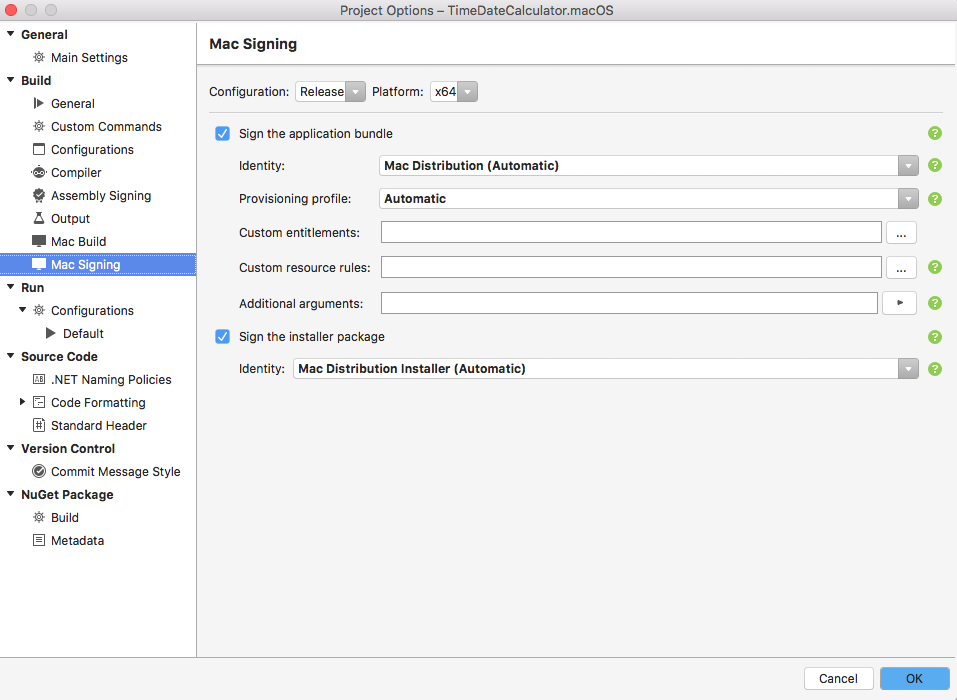 Project Options – TimeDateCalculator.macOS
General
Main Settings
Build
General
Custom Commands
Configurations
Compiler
Assembly Signing
Output
Mac Build
Mac Signing
Run
Configurations
Default
Source Code
.NET Naming Policies
Code Formatting
Standard Header
Version Control
Commit Message Style
NuGet Package
Build
Metadata
Mac Signing
Configuration: Release Platform: x64
Sign the application bundle ?
Identity: Mac Distribution (Automatic) ?
Provisioning profile: Automatic ?
Custom entitlements: ...
Custom resource rules: ... ?
Additional arguments: ?
Sign the installer package ?
Identity: Mac Distribution Installer (Automatic) ?
Cancel OK